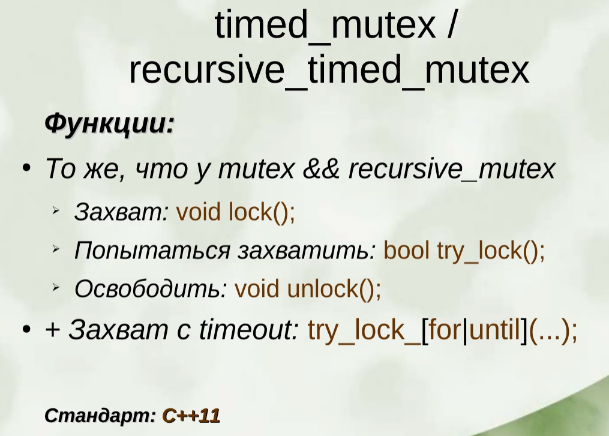 timed_mutex /
recursive_timed_mutex
Функции:
• То же, что у mutex && recursive_mutex
➢ Захват: void lock();
➢ Попытаться захватить: bool try_lock();
➢ Освободить: void unlock();
• + Захват с timeout: try_lock_[for|until](...);
Стандарт: C++11